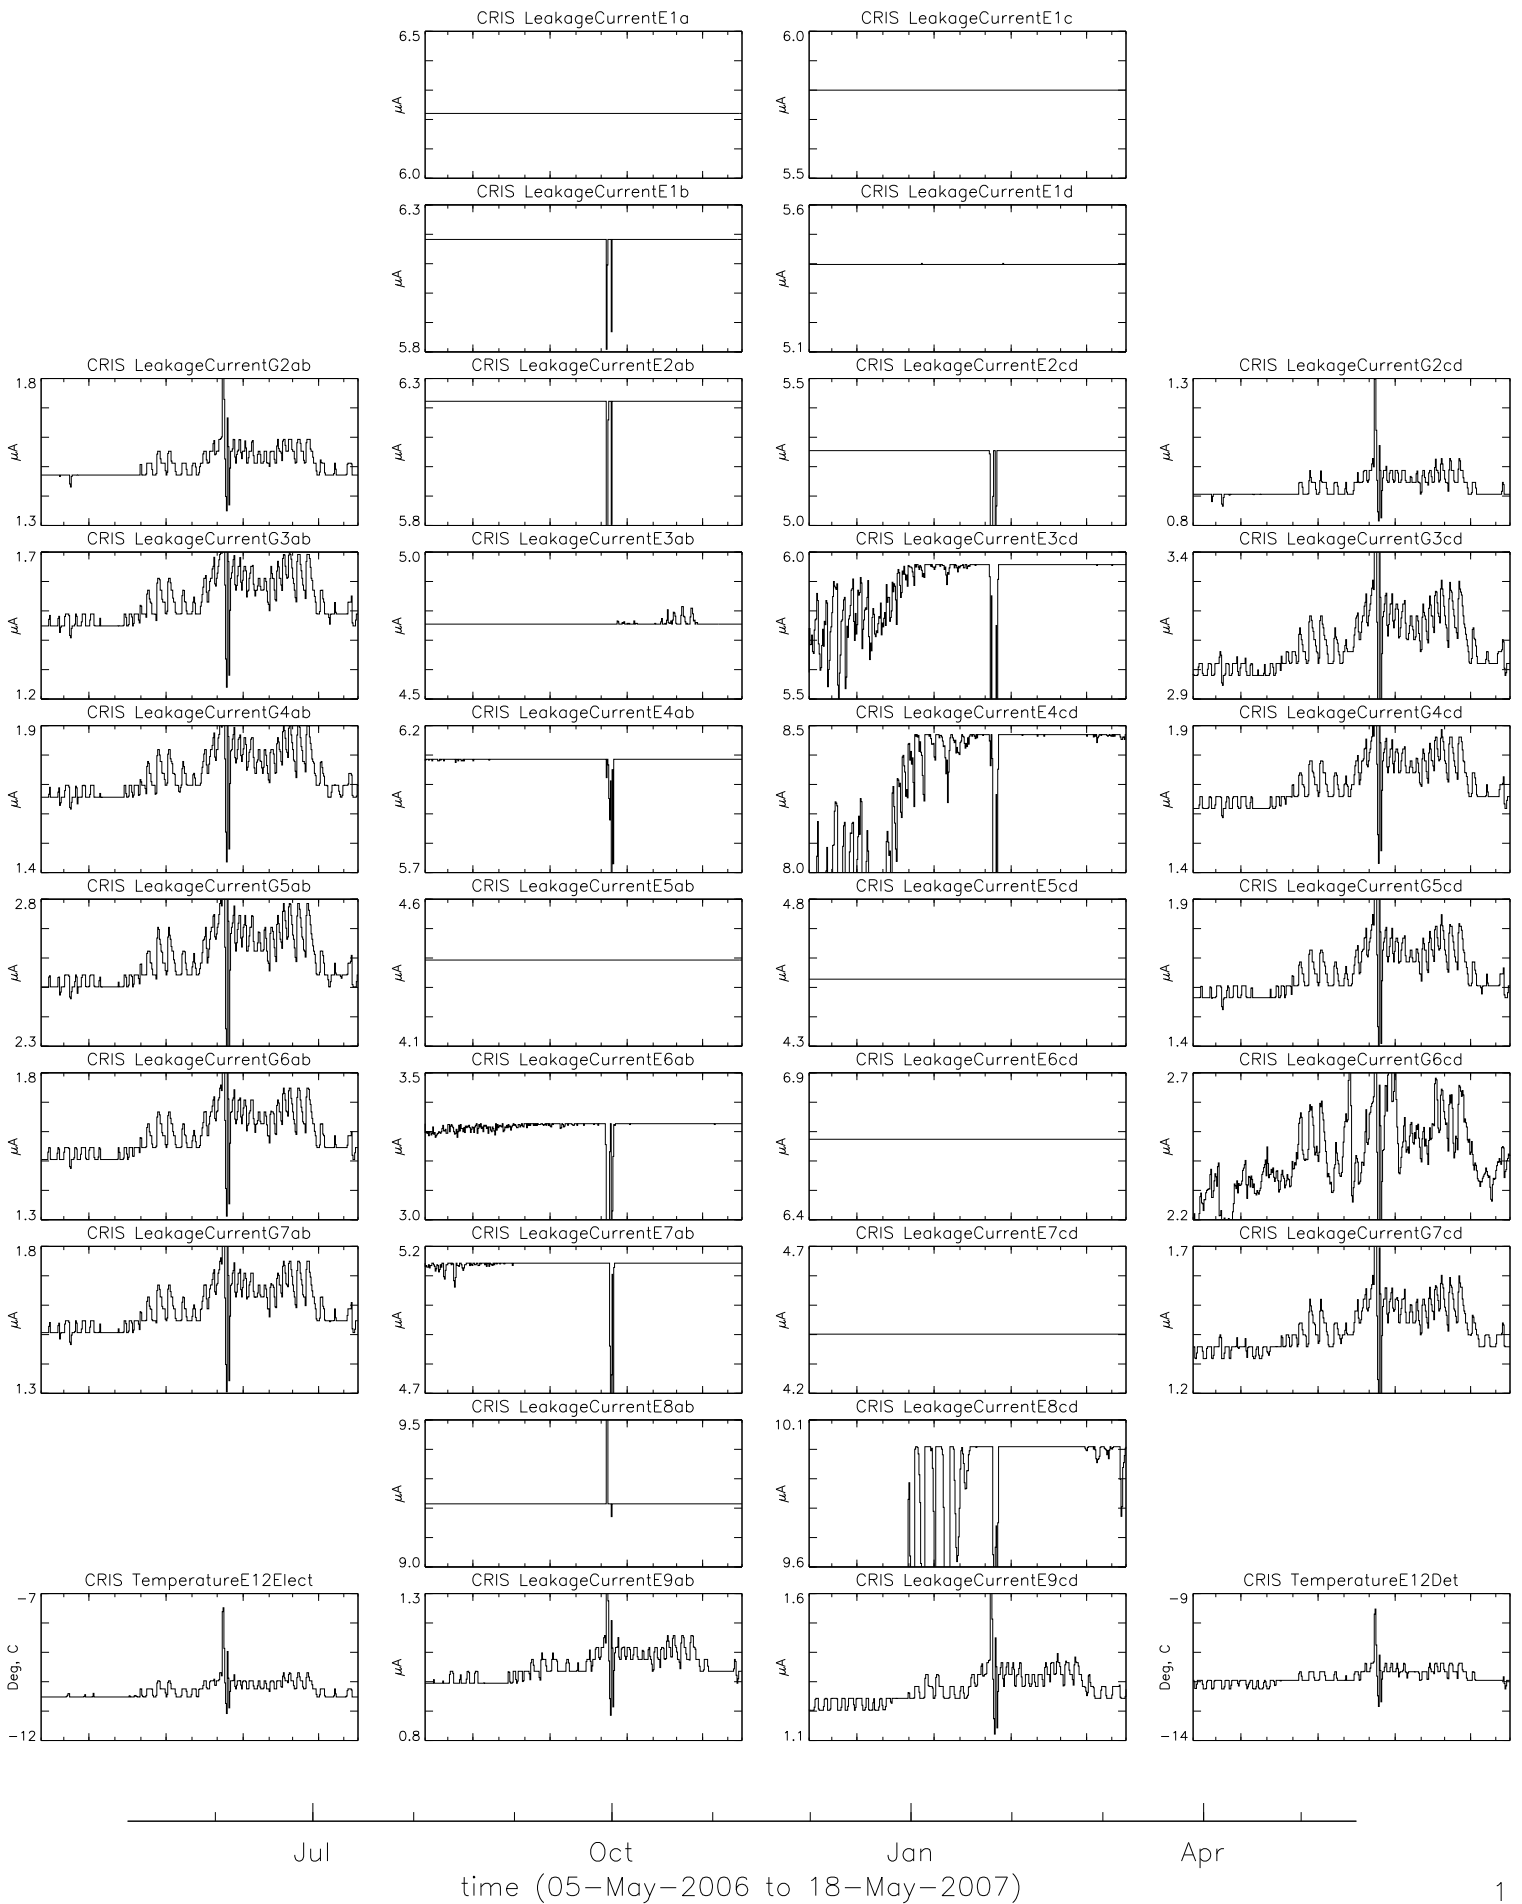 CRIS LeakageCurrentE1a CRIS LeakageCurrentE1c
6.5 6.0
µA µA
6.0 5.5
CRIS LeakageCurrentE1b CRIS LeakageCurrentE1d
6.3 5.6
µA µA
5.8 5.1
CRIS LeakageCurrentG2ab CRIS LeakageCurrentE2ab CRIS LeakageCurrentE2cd CRIS LeakageCurrentG2cd
1.8 6.3 5.5 1.3
µA µA µA µA
1.3 5.8 5.0 0.8
CRIS LeakageCurrentG3ab CRIS LeakageCurrentE3ab CRIS LeakageCurrentE3cd CRIS LeakageCurrentG3cd
1.7 5.0 6.0 3.4
µA µA µA µA
1.2 4.5 5.5 2.9
CRIS LeakageCurrentG4ab CRIS LeakageCurrentE4ab CRIS LeakageCurrentE4cd CRIS LeakageCurrentG4cd
1.9 6.2 8.5 1.9
µA µA µA µA
1.4 5.7 8.0 1.4
CRIS LeakageCurrentG5ab CRIS LeakageCurrentE5ab CRIS LeakageCurrentE5cd CRIS LeakageCurrentG5cd
2.8 4.6 4.8 1.9
µA µA µA µA
2.3 4.1 4.3 1.4
CRIS LeakageCurrentG6ab CRIS LeakageCurrentE6ab CRIS LeakageCurrentE6cd CRIS LeakageCurrentG6cd
1.8 3.5 6.9 2.7
µA µA µA µA
1.3 3.0 6.4 2.2
CRIS LeakageCurrentG7ab CRIS LeakageCurrentE7ab CRIS LeakageCurrentE7cd CRIS LeakageCurrentG7cd
1.8 5.2 4.7 1.7
µA µA µA µA
1.3 4.7 4.2 1.2
CRIS LeakageCurrentE8ab CRIS LeakageCurrentE8cd
9.5 10.1
µA µA
9.0 9.6
CRIS TemperatureE12Elect CRIS LeakageCurrentE9ab CRIS LeakageCurrentE9cd CRIS TemperatureE12Det
-7 1.3 1.6 -9
Deg, C µA µA Deg, C
-12 0.8 1.1 -14
Jul Oct Jan Apr
time (05-May-2006 to 18-May-2007)
1